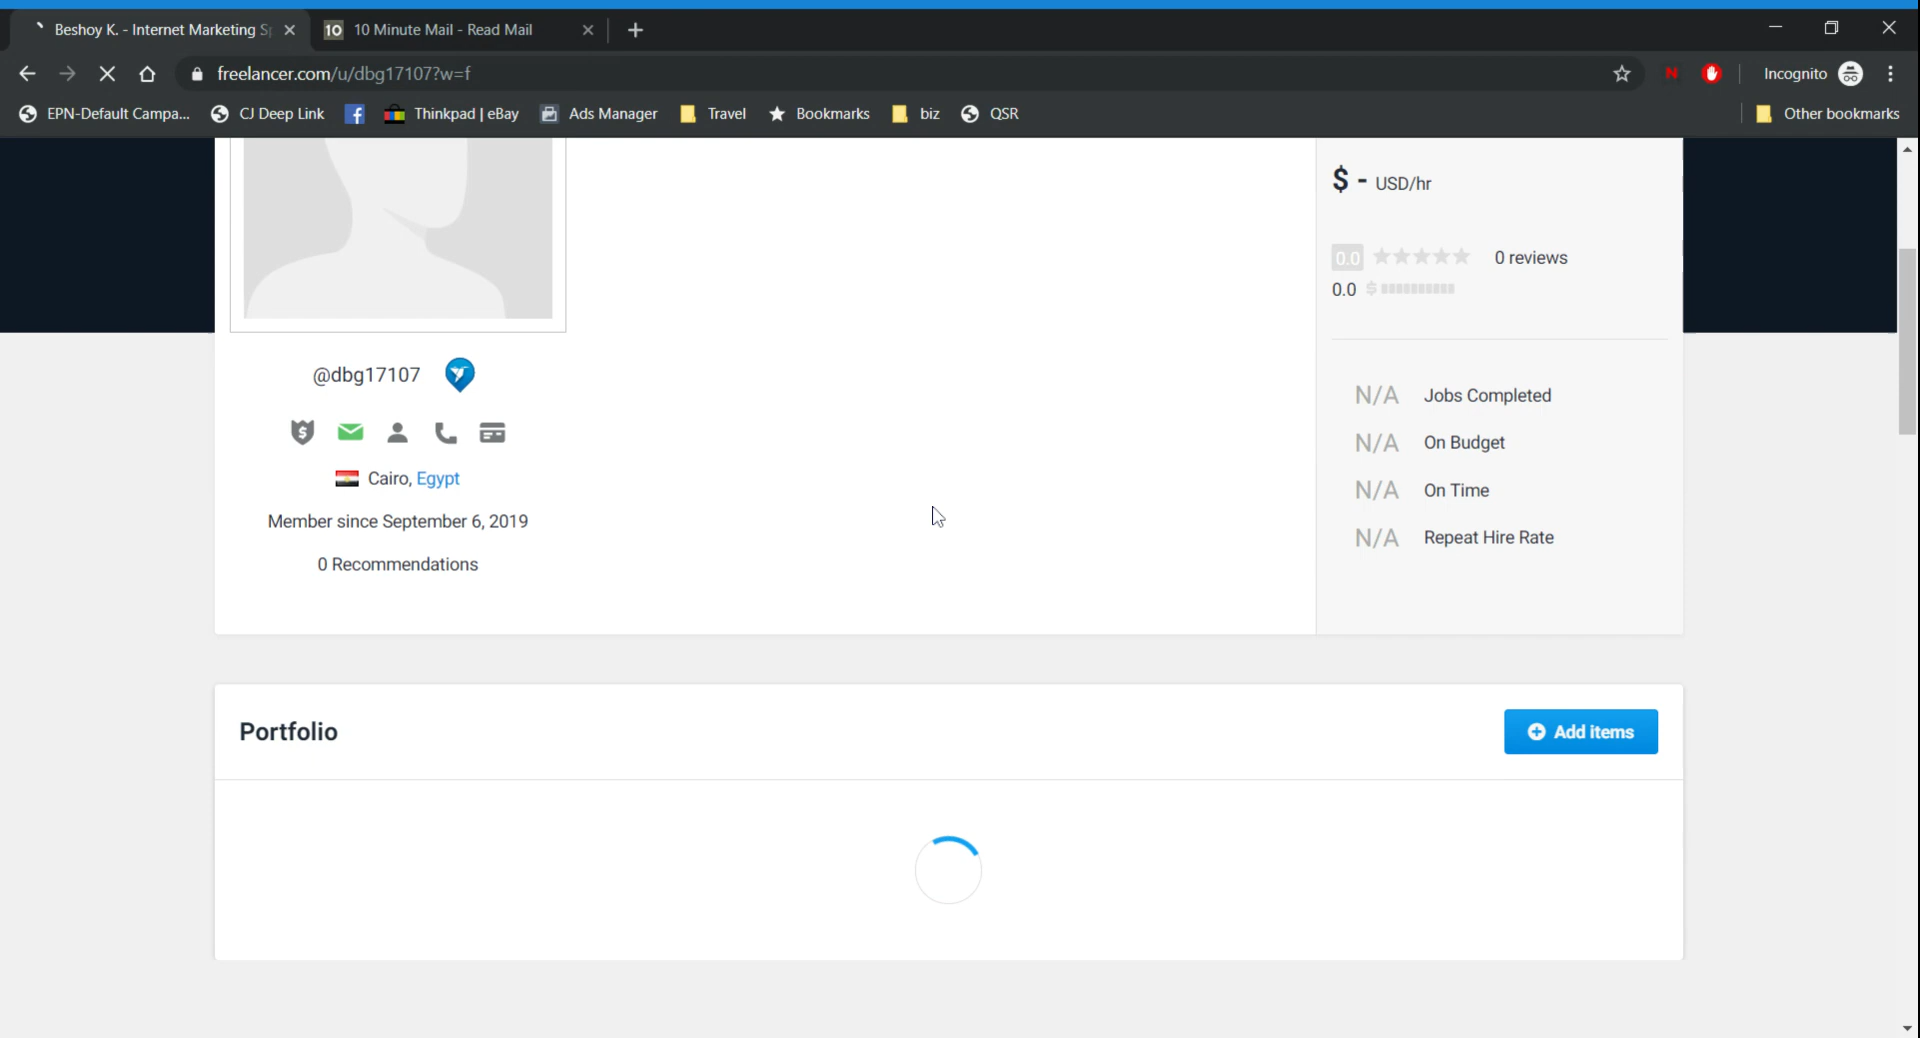 Beshoy K. - Internet Marketing Sp
10 10 Minute Mail - Read Mail
freelancer.com/u/dbg17107?w=f
N
Incognito
EPN-Default Campa...
CJ Deep Link
f
Thinkpad | eBay
Ads Manager
Travel
Bookmarks
biz
QSR
Other bookmarks
$ - USD/hr
0.0 0 reviews
0.0 $
@dbg17107
$
Cairo, Egypt
Member since September 6, 2019
0 Recommendations
N/A Jobs Completed
N/A On Budget
N/A On Time
N/A Repeat Hire Rate
Portfolio
Add items